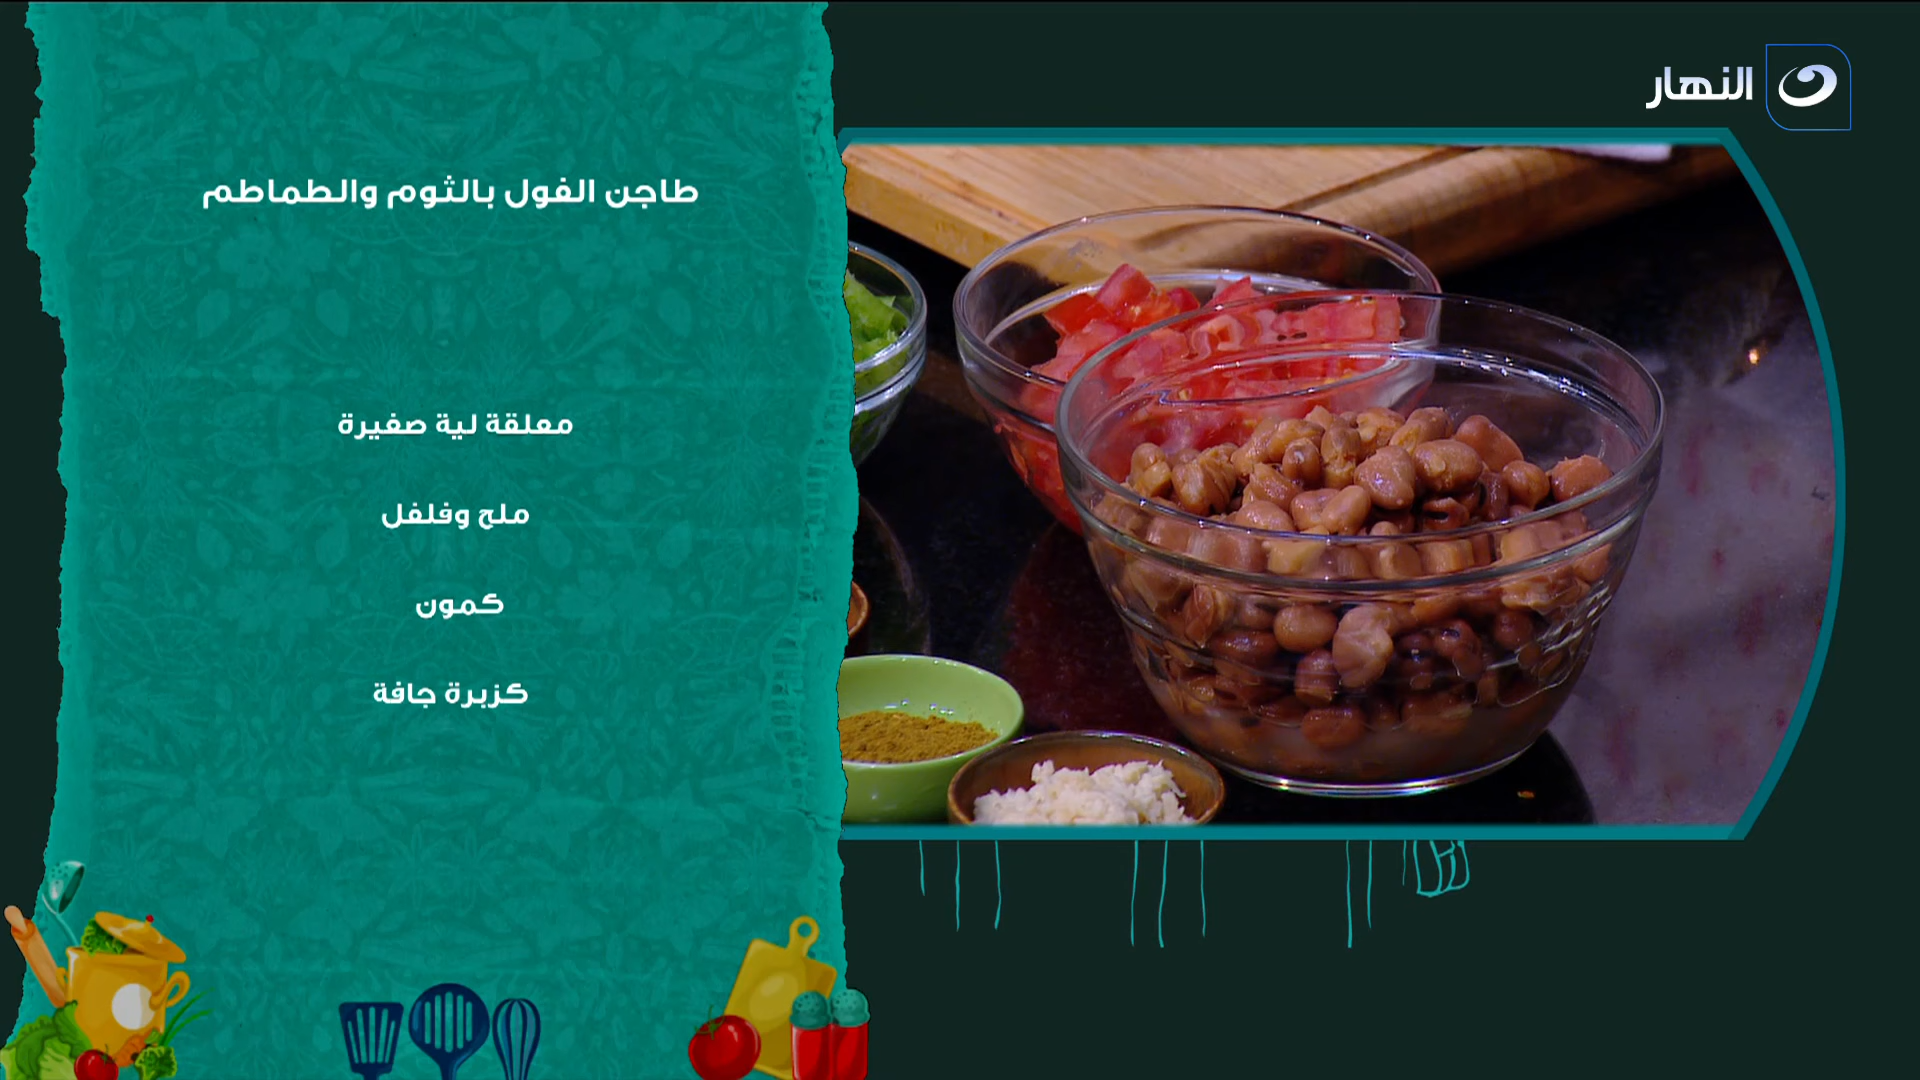 النهار
طاجن الفول بالثوم والطماطم
معلقة لية صغيرة
ملح وفلفل
كمون
كزبرة جافة